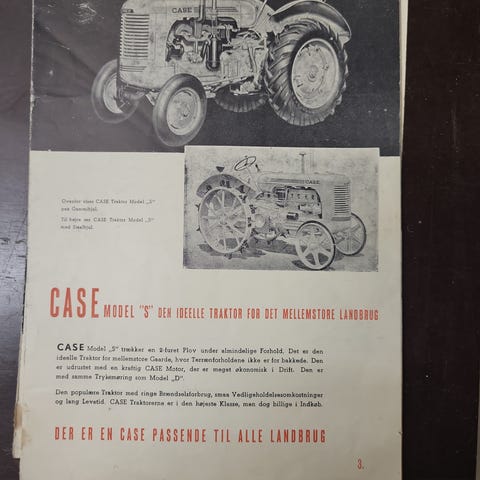 CASE
Ovenfor vises CASE Traktor Model „S"
paa Gummihjul.
Til højre ses CASE Traktor Model „S"
med Staalhjul.
CASE
CASE MODEL "S" DEN IDEELLE TRAKTOR FOR DET MELLEMSTORE LANDBRUG
CASE Model „S" trækker en 2-furet Plov under almindelige Forhold. Det er den
ideelle Traktor for mellemstore Gaarde, hvor Terrænforholdene ikke er for bakkede. Den
er udrustet med en kraftig CASE Motor, der er meget økonomisk i Drift. Den er
med samme Tryksmøring som Model „D".
Den populære Traktor med ringe Brændselsforbrug, smaa Vedligeholdelsesomkostninger
og lang Levetid. CASE Traktorerne er i den højeste Klasse, men dog billige i Indkøb.
DER ER EN CASE PASSENDE TIL ALLE LANDBRUG
3.